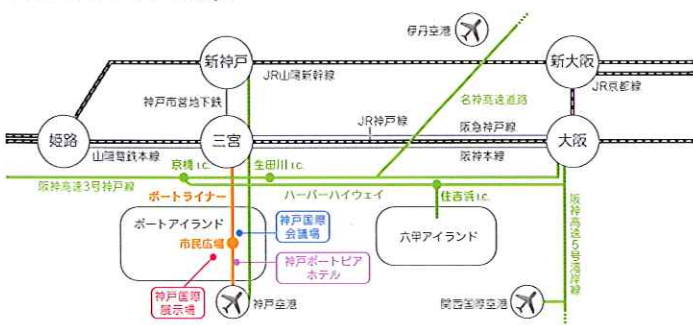 伊丹空港
新神戸
新大阪
JR山陽新幹線
JR京都線
神戸市営地下鉄
名神高速道路
JR神戸線
阪急神戸線
姫路
三宮
大阪
山陽電鉄本線
阪神本線
京橋I.C.
生田川I.C.
阪神高速3号神戸線
ポートライナー
ハーバーハイウェイ
住吉浜I.C.
阪神高速5号湾岸線
ポートアイランド
神戸国際
会議場
市民広場
六甲アイランド
神戸ポートピア
ホテル
神戸国際
展示場
神戸空港
関西国際空港